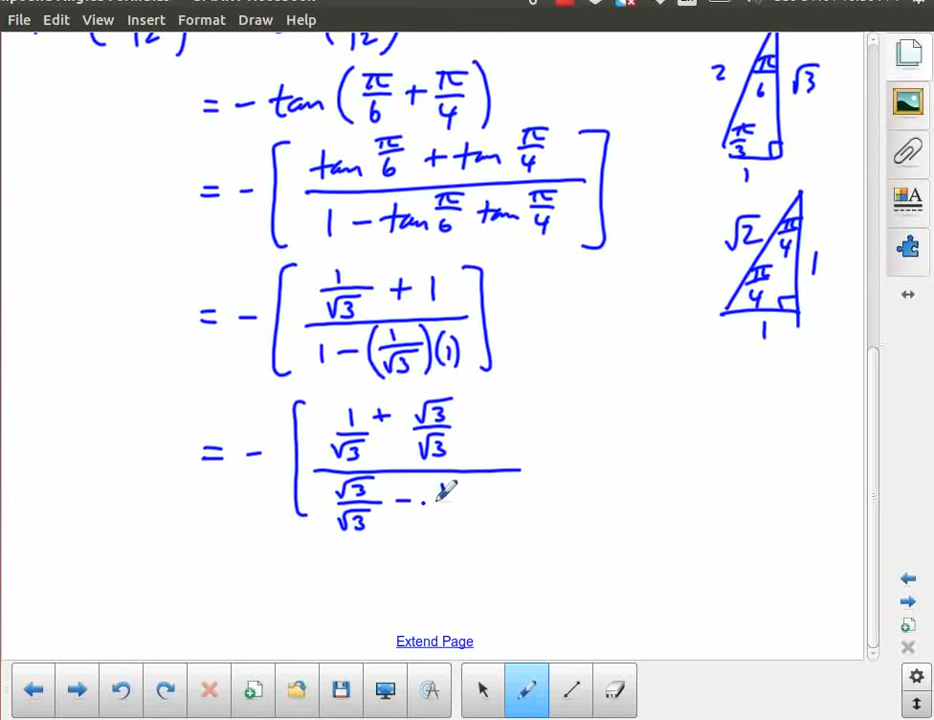 File Edit View Insert Format Draw Help
= - tan (π/6 + π/4)
= - [ (tan π/6 + tan π/4) / (1 - tan π/6 tan π/4) ]
= - [ (1/√3 + 1) / (1 - (1/√3)(1)) ]
= - [ (1/√3 + √3/√3) / (√3/√3 -
2 π/6 √3
π/3
1
√2 π/4 1
π/4
1
Extend Page